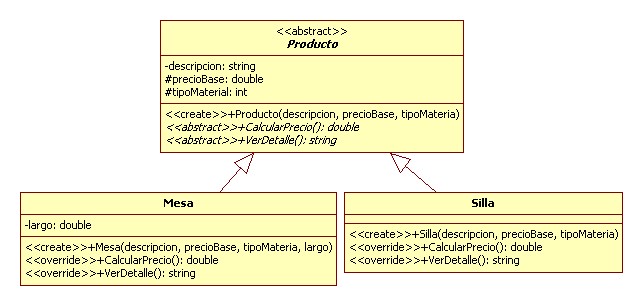 <<abstract>>
Producto
-descripcion: string
#precioBase: double
#tipoMaterial: int
<<create>>+Producto(descripcion, precioBase, tipoMateria)
<<abstract>>+CalcularPrecio(): double
<<abstract>>+VerDetalle(): string
Mesa
-largo: double
<<create>>+Mesa(descripcion, precioBase, tipoMateria, largo)
<<override>>+CalcularPrecio(): double
<<override>>+VerDetalle(): string
Silla
<<create>>+Silla(descripcion, precioBase, tipoMateria)
<<override>>+CalcularPrecio(): double
<<override>>+VerDetalle(): string